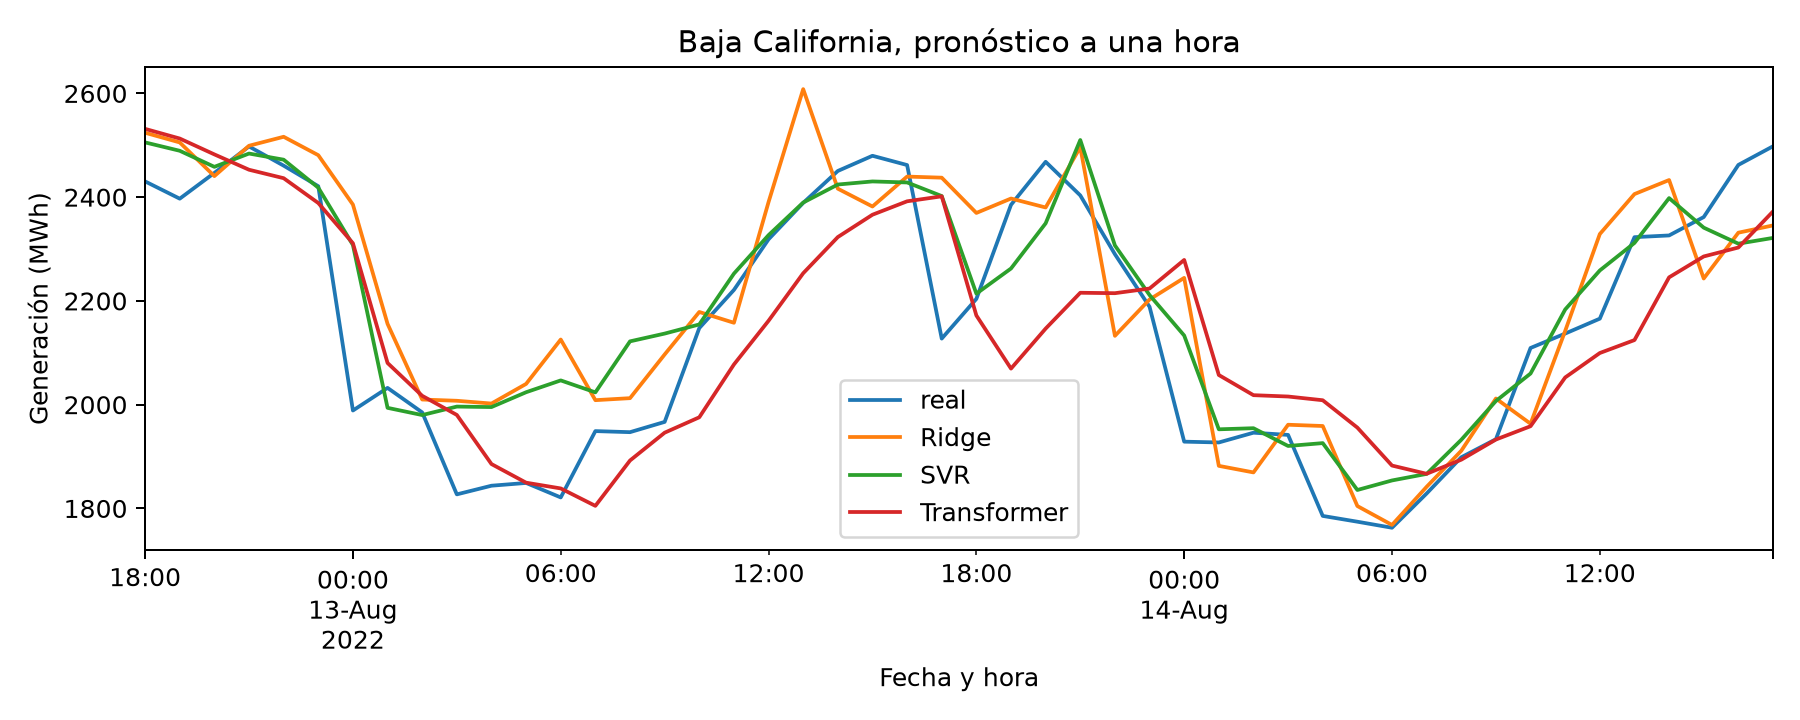 Baja California, pronóstico a una hora
Generación (MWh)
2600
2400
2200
2000
1800
real
Ridge
SVR
Transformer
18:00
00:00
13-Aug
2022
06:00
12:00
18:00
00:00
14-Aug
06:00
12:00
Fecha y hora